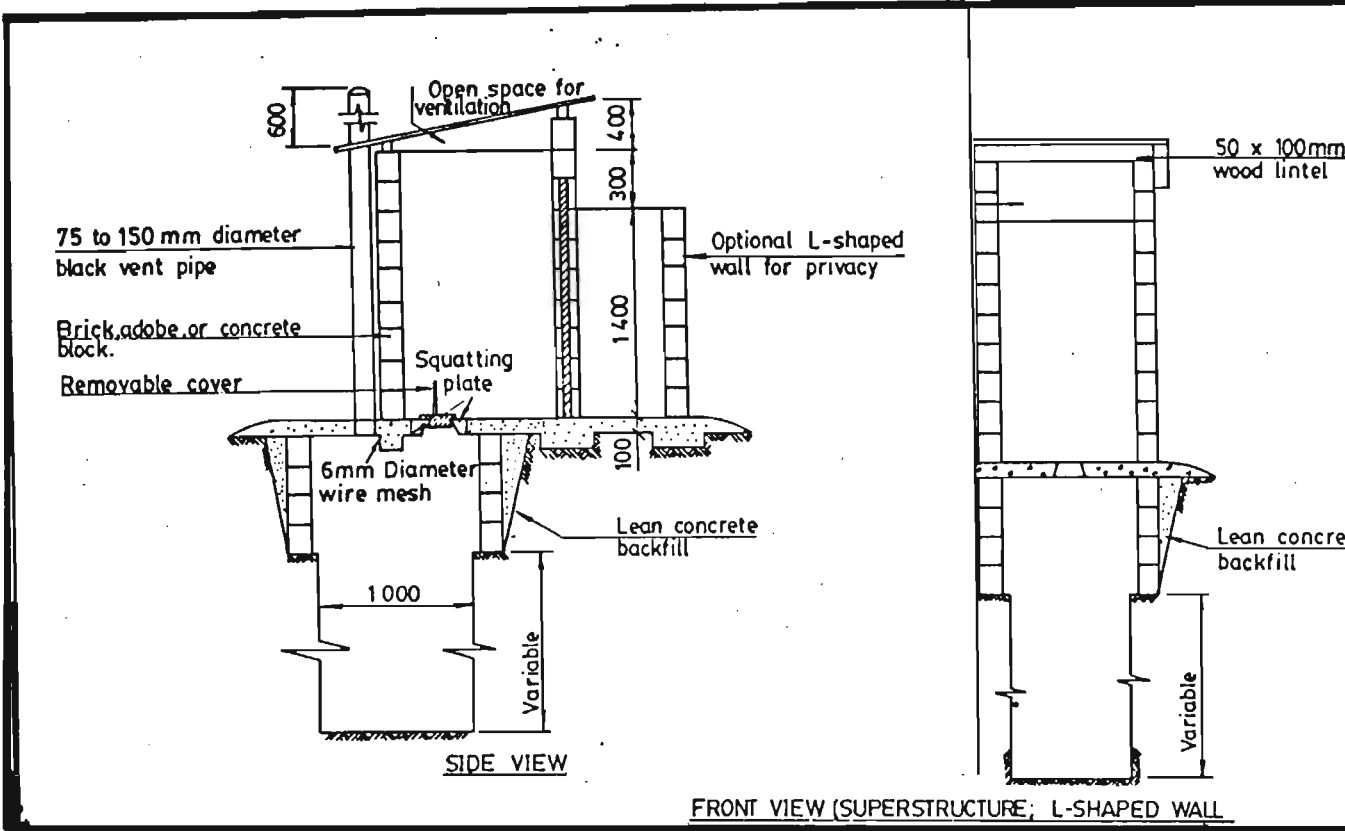 Open space for
ventilation
600
400
300
75 to 150 mm diameter
black vent pipe
Optional L-shaped
wall for privacy
1400
Brick,adobe,or concrete
block.
Squatting
plate
Removable cover
100
6mm Diameter
wire mesh
Lean concrete
backfill
1000
Variable
SIDE VIEW
50 x 100mm
wood lintel
Lean concre
backfill
Variable
FRONT VIEW (SUPERSTRUCTURE; L-SHAPED WALL